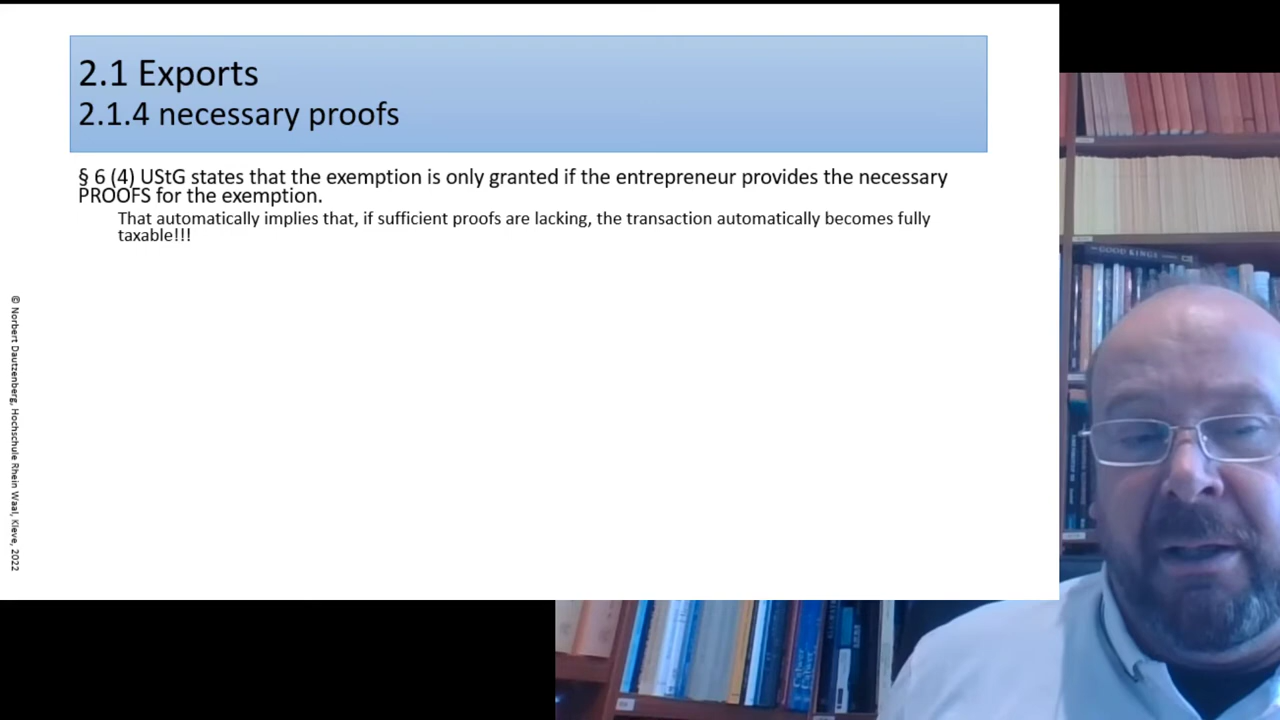 2.1 Exports
2.1.4 necessary proofs
§ 6 (4) UStG states that the exemption is only granted if the entrepreneur provides the necessary
PROOFS for the exemption.
That automatically implies that, if sufficient proofs are lacking, the transaction automatically becomes fully
taxable!!!
© Norbert Dautzenberg, Hochschule Rhein Waal, Kleve, 2022
GOOD KINGS